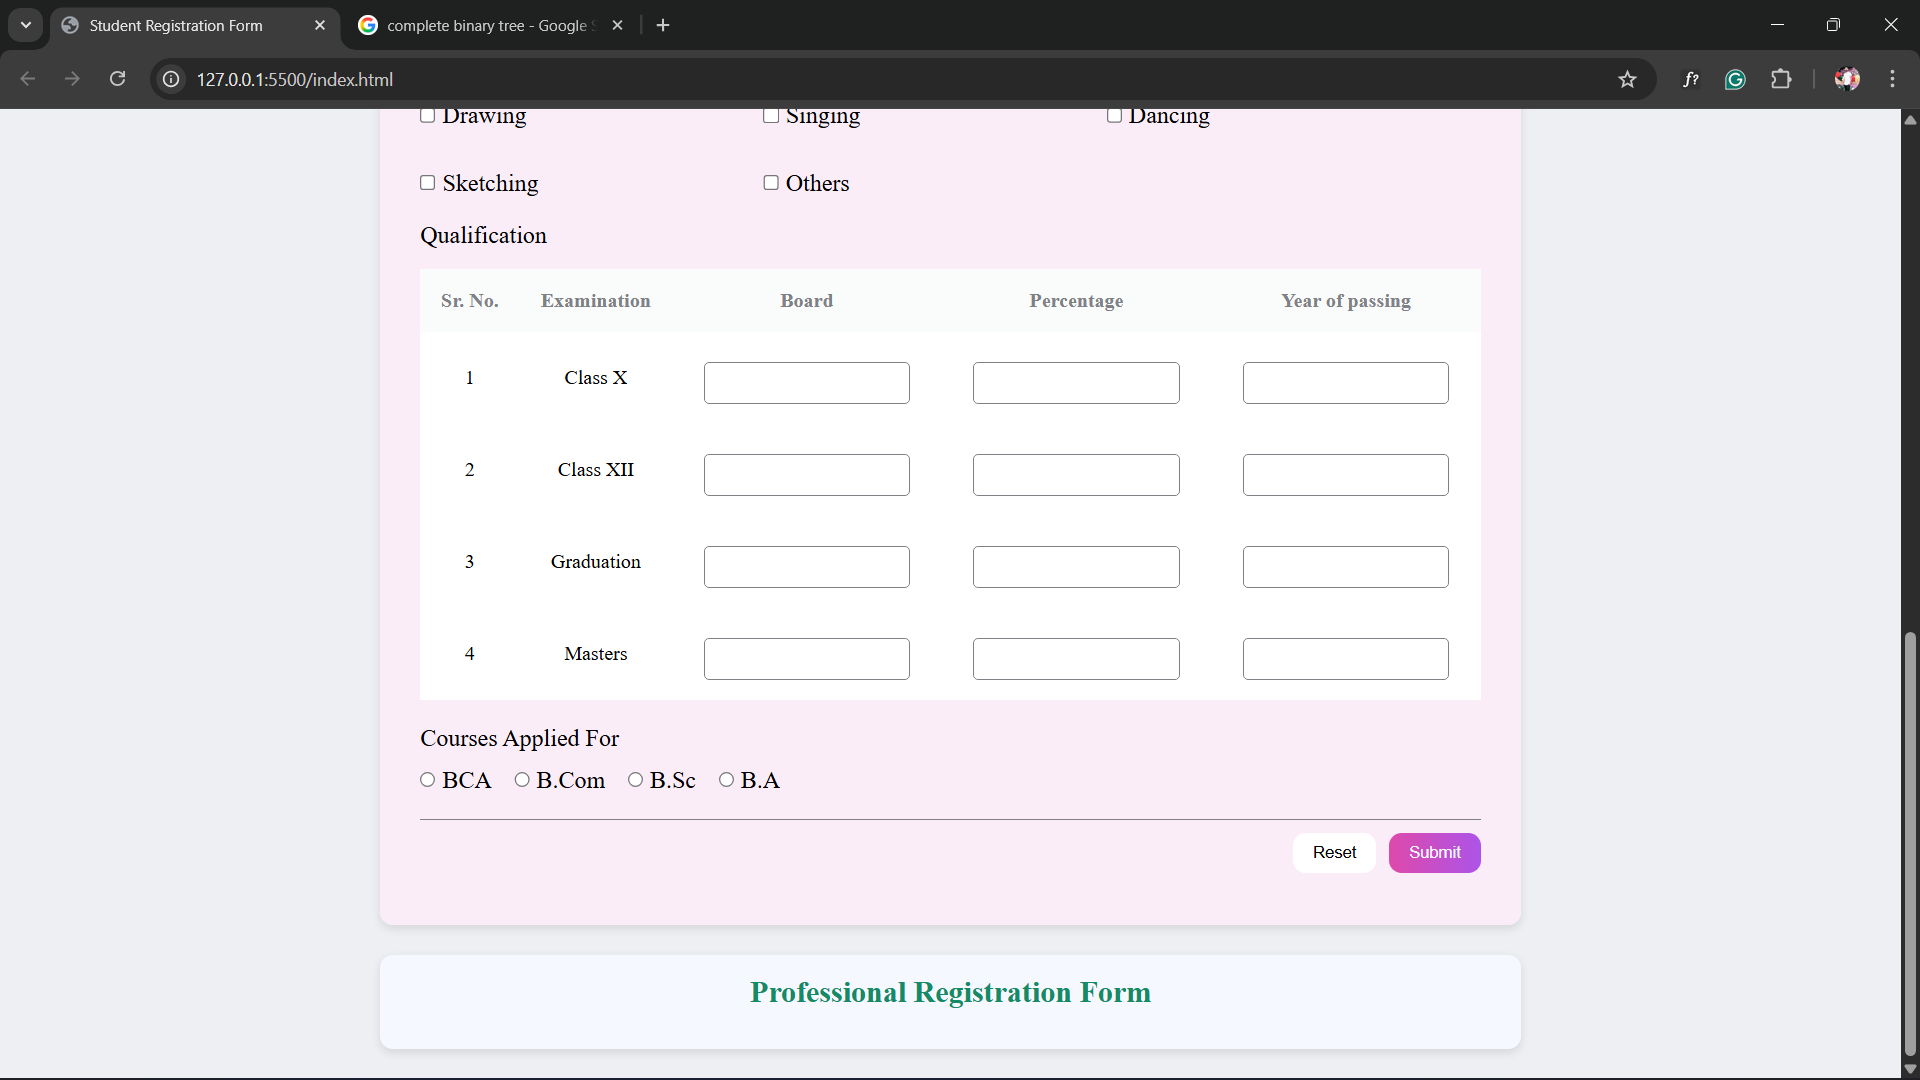 Student Registration Form
complete binary tree - Google
127.0.0.1:5500/index.html
f?
Drawing Singing Dancing
Sketching Others
Qualification
Sr. No. Examination Board Percentage Year of passing
1 Class X
2 Class XII
3 Graduation
4 Masters
Courses Applied For
BCA B.Com B.Sc B.A
Reset Submit
Professional Registration Form